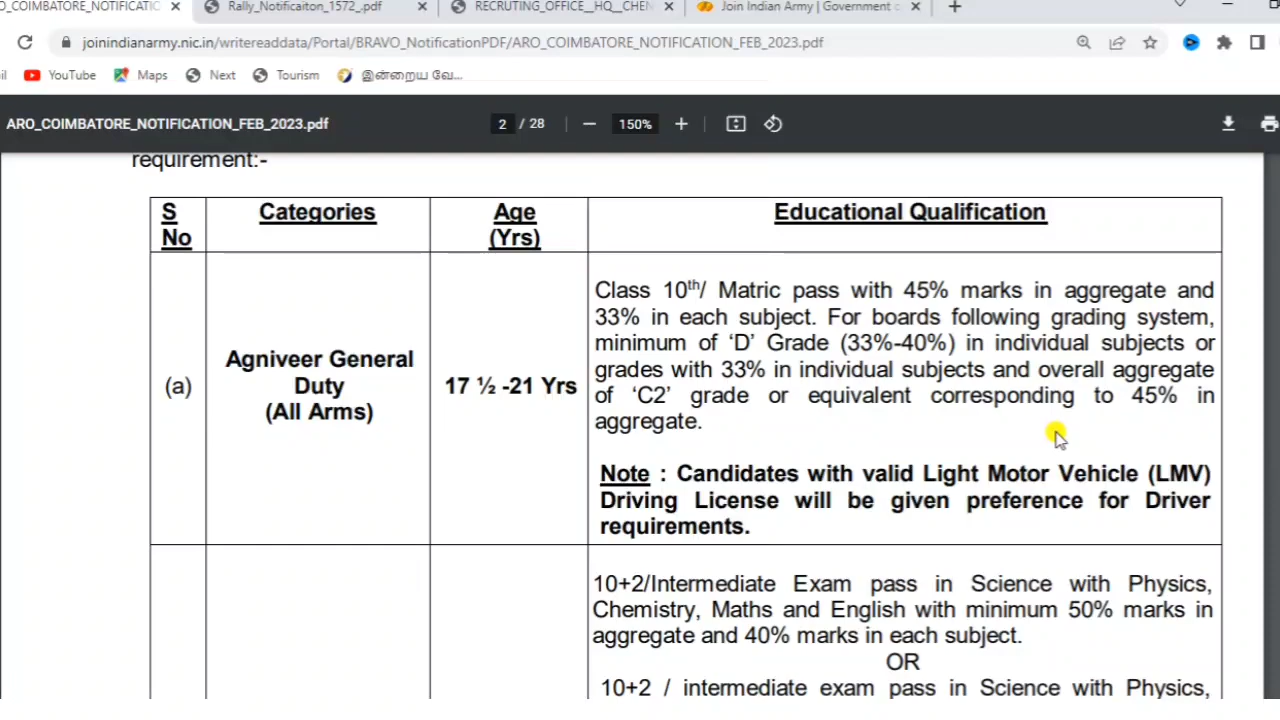 O_COIMBATORE_NOTIFICATIO
Rally_Notificaiton_1572_.pdf
RECRUTING_OFFICE__HQ__CHEN
Join Indian Army | Government o
joinindianarmy.nic.in/writereaddata/Portal/BRAVO_NotificationPDF/ARO_COIMBATORE_NOTIFICATION_FEB_2023.pdf
il YouTube Maps Next Tourism இன்றைய வே...
ARO_COIMBATORE_NOTIFICATION_FEB_2023.pdf 2 / 28 150%
requirement:-
S No
Categories
Age (Yrs)
Educational Qualification
(a)
Agniveer General
Duty
(All Arms)
17 ½ -21 Yrs
Class 10th/ Matric pass with 45% marks in aggregate and
33% in each subject. For boards following grading system,
minimum of ‘D’ Grade (33%-40%) in individual subjects or
grades with 33% in individual subjects and overall aggregate
of ‘C2’ grade or equivalent corresponding to 45% in
aggregate.
Note : Candidates with valid Light Motor Vehicle (LMV)
Driving License will be given preference for Driver
requirements.
10+2/Intermediate Exam pass in Science with Physics,
Chemistry, Maths and English with minimum 50% marks in
aggregate and 40% marks in each subject.
OR
10+2 / intermediate exam pass in Science with Physics,